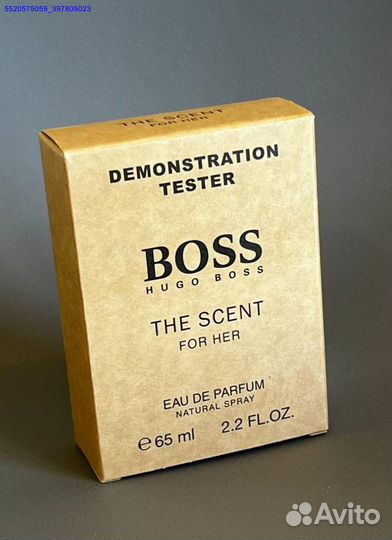 5520575059_397805023
THE SCENT
FOR HER
DEMONSTRATION
TESTER
BOSS
HUGO BOSS
THE SCENT
FOR HER
EAU DE PARFUM
NATURAL SPRAY
℮ 65 ml 2.2 FL.OZ.
Avito